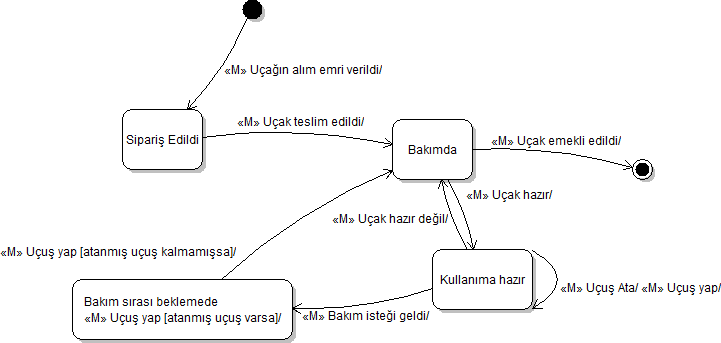 «M» Uçağın alım emri verildi/
«M» Uçak teslim edildi/
Sipariş Edildi
Bakımda
«M» Uçak emekli edildi/
«M» Uçak hazır/
«M» Uçak hazır değil/
«M» Uçuş yap [atanmış uçuş kalmamışsa]/
Kullanıma hazır
«M» Uçuş Ata/ «M» Uçuş yap/
Bakım sırası beklemede
«M» Uçuş yap [atanmış uçuş varsa]/
«M» Bakım isteği geldi/